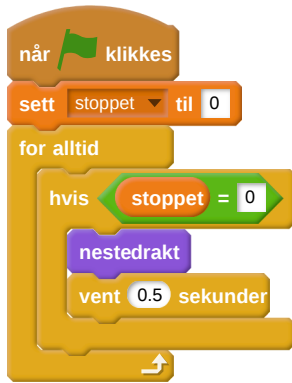 når klikkes
sett stoppet til 0
for alltid
hvis stoppet = 0
nestedrakt
vent 0.5 sekunder